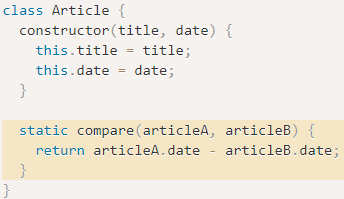 class Article {
  constructor(title, date) {
    this.title = title;
    this.date = date;
  }

  static compare(articleA, articleB) {
    return articleA.date - articleB.date;
  }
}